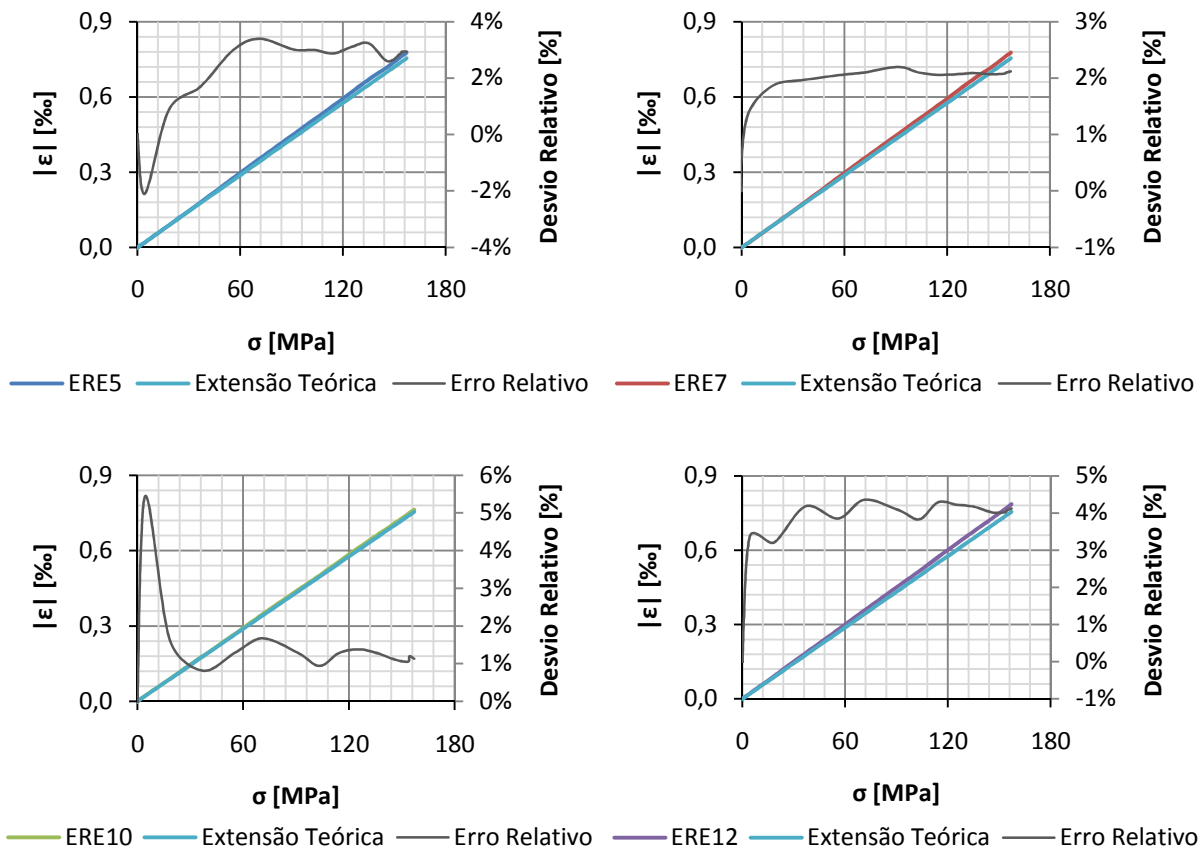 0,9
0,6
0,3
0,0
|ε| [‰]
4%
2%
0%
-2%
-4%
Desvio Relativo [%]
0 60 120 180
σ [MPa]
ERE5 Extensão Teórica Erro Relativo
0,9
0,6
0,3
0,0
|ε| [‰]
3%
2%
1%
0%
-1%
Desvio Relativo [%]
0 60 120 180
σ [MPa]
ERE7 Extensão Teórica Erro Relativo
0,9
0,6
0,3
0,0
|ε| [‰]
6%
5%
4%
3%
2%
1%
0%
Desvio Relativo [%]
0 60 120 180
σ [MPa]
ERE10 Extensão Teórica Erro Relativo
0,9
0,6
0,3
0,0
|ε| [‰]
5%
4%
3%
2%
1%
0%
-1%
Desvio Relativo [%]
0 60 120 180
σ [MPa]
ERE12 Extensão Teórica Erro Relativo